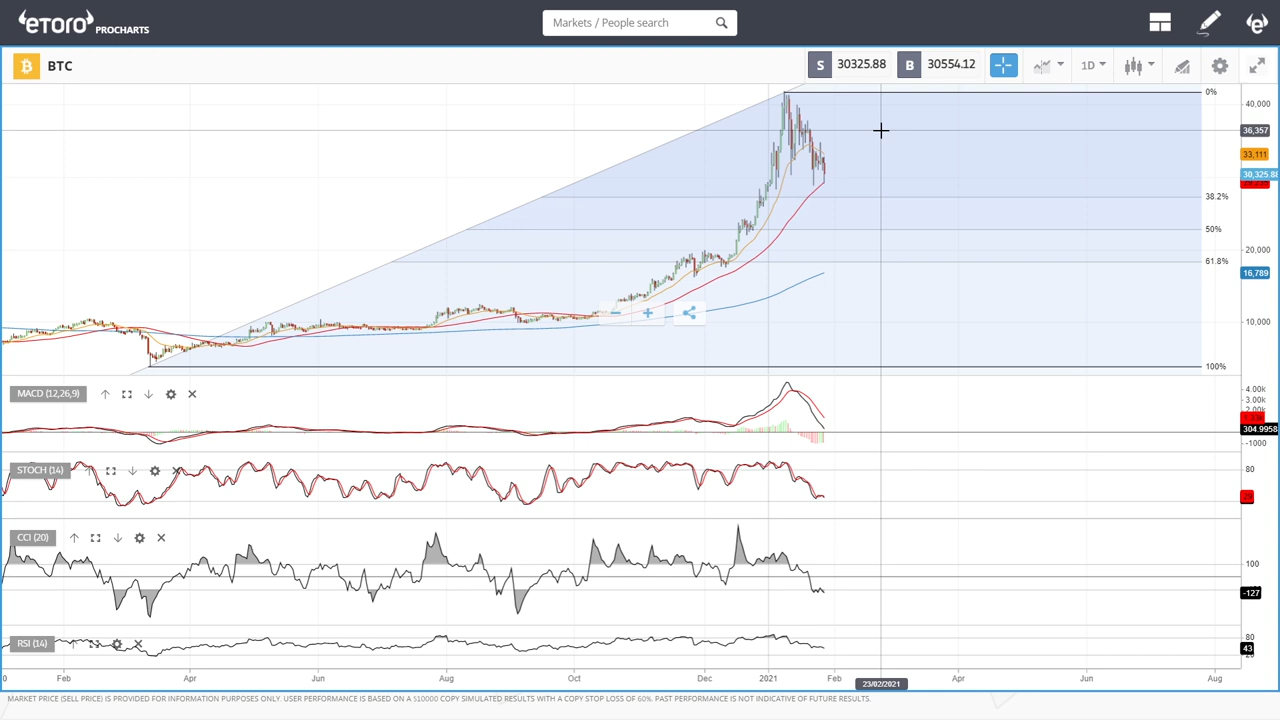 eToro PROCHARTS
Markets / People search
BTC
S 30325.88 B 30554.12 1D
0%
40,000
36,357
33,111
30,325.88
38.2%
50%
20,000
61.8%
16,789
10,000
100%
MACD (12,26,9)
4.00k
3.00k
2.00k
304.9958
-1000
STOCH (14)
80
CCI (20)
100
-127
RSI (14)
80
43
0 Feb Apr Jun Aug Oct Dec 2021 Feb Apr Jun Aug
23/02/2021
MARKET PRICE (SELL PRICE) IS PROVIDED FOR INFORMATION PURPOSES ONLY. USER PERFORMANCE IS BASED ON A $10000 COPY SIMULATED RESULTS WITH A COPY STOP LOSS OF 60%. PAST PERFORMANCE IS NOT INDICATIVE OF FUTURE RESULTS.